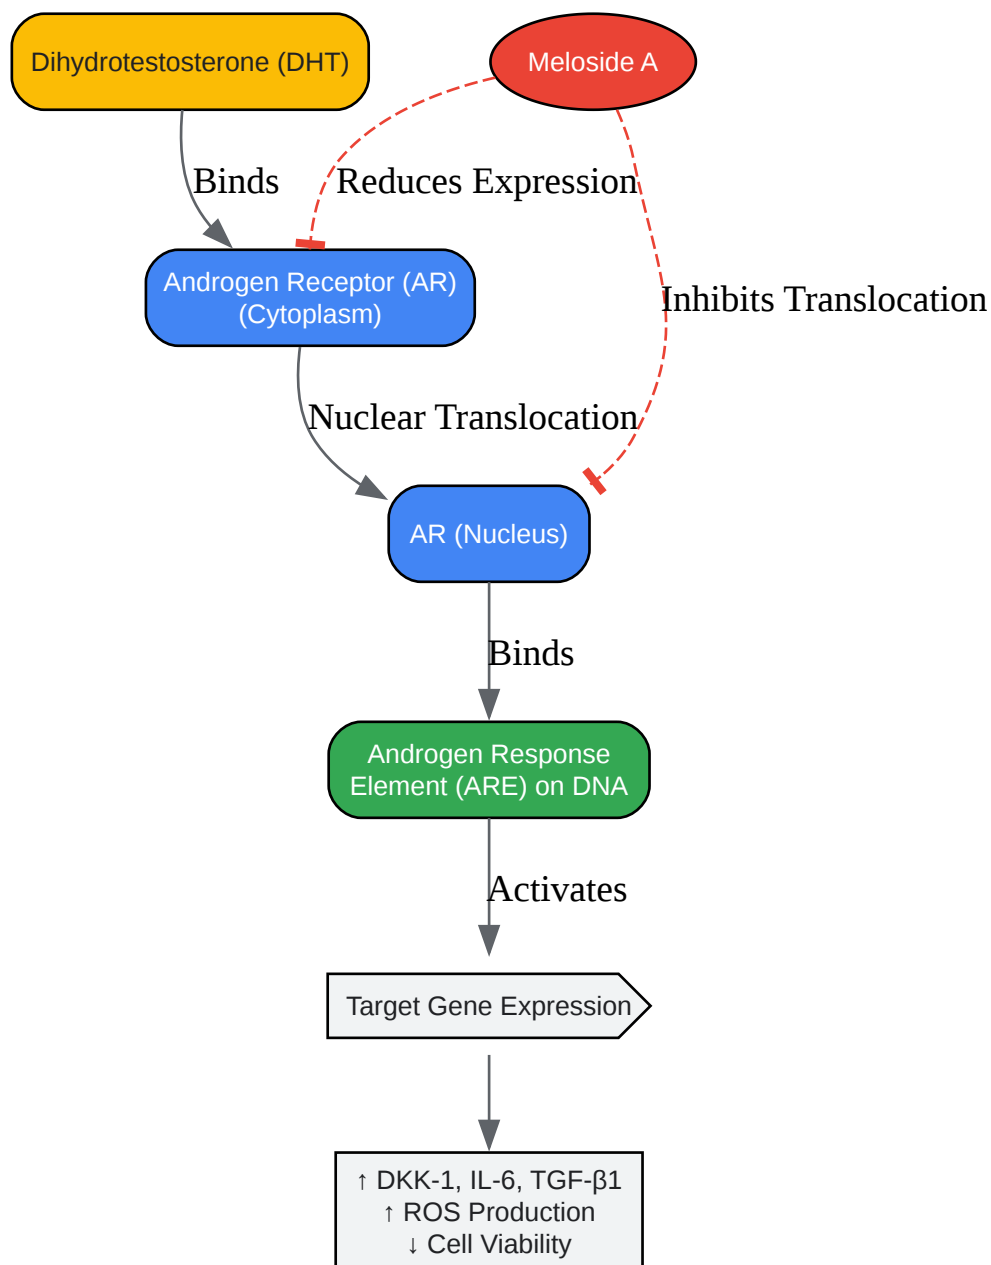 Dihydrotestosterone (DHT)
Meloside A
Binds
Reduces Expression
Androgen Receptor (AR)
(Cytoplasm)
Inhibits Translocation
Nuclear Translocation
AR (Nucleus)
Binds
Androgen Response
Element (ARE) on DNA
Activates
Target Gene Expression
↑ DKK-1, IL-6, TGF-β1
↑ ROS Production
↓ Cell Viability